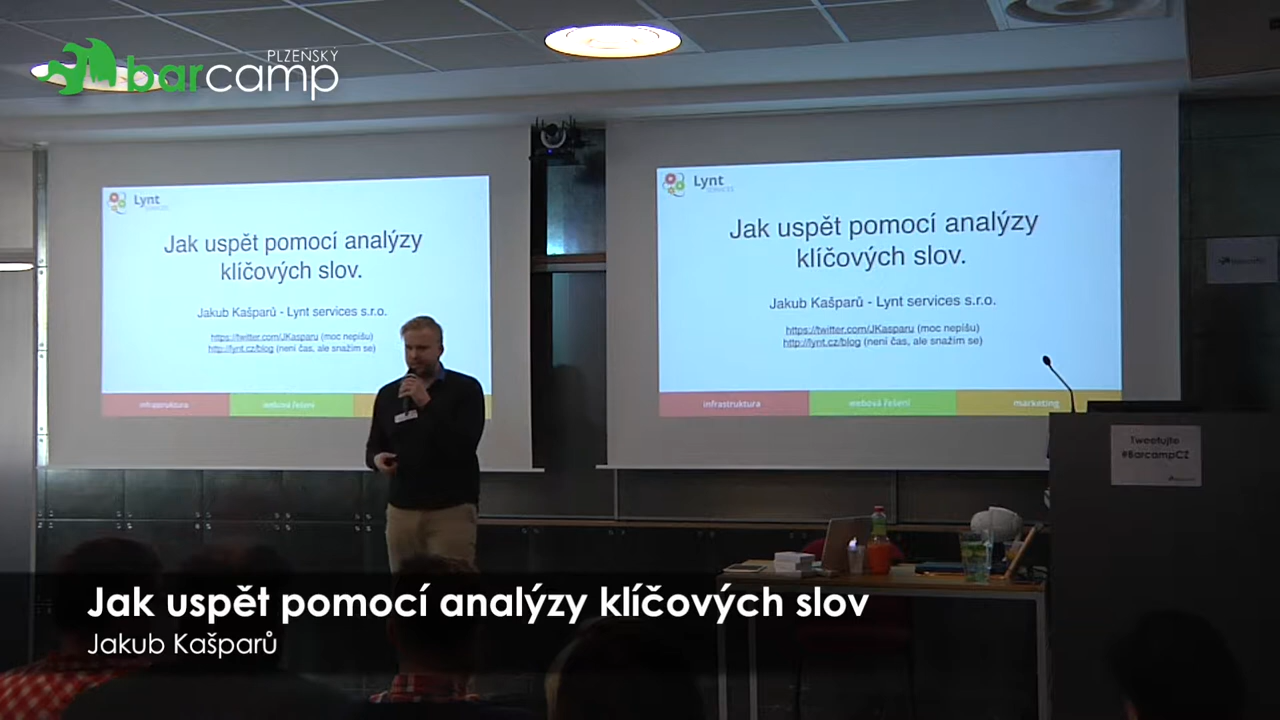 PLZEŇSKÝ
barcamp
Lynt
SERVICES
Jak uspět pomocí analýzy
klíčových slov.
Jakub Kašparů - Lynt services s.r.o.
https://twitter.com/JKasparu (moc nepíšu)
http://lynt.cz/blog (není čas, ale snažím se)
infrastruktura
webová řešení
Lynt
SERVICES
Jak uspět pomocí analýzy
klíčových slov.
Jakub Kašparů - Lynt services s.r.o.
https://twitter.com/JKasparu (moc nepíšu)
http://lynt.cz/blog (není čas, ale snažím se)
infrastruktura
webová řešení
marketing
Tweetujte
#BarcampCZ
Jak uspět pomocí analýzy klíčových slov
Jakub Kašparů